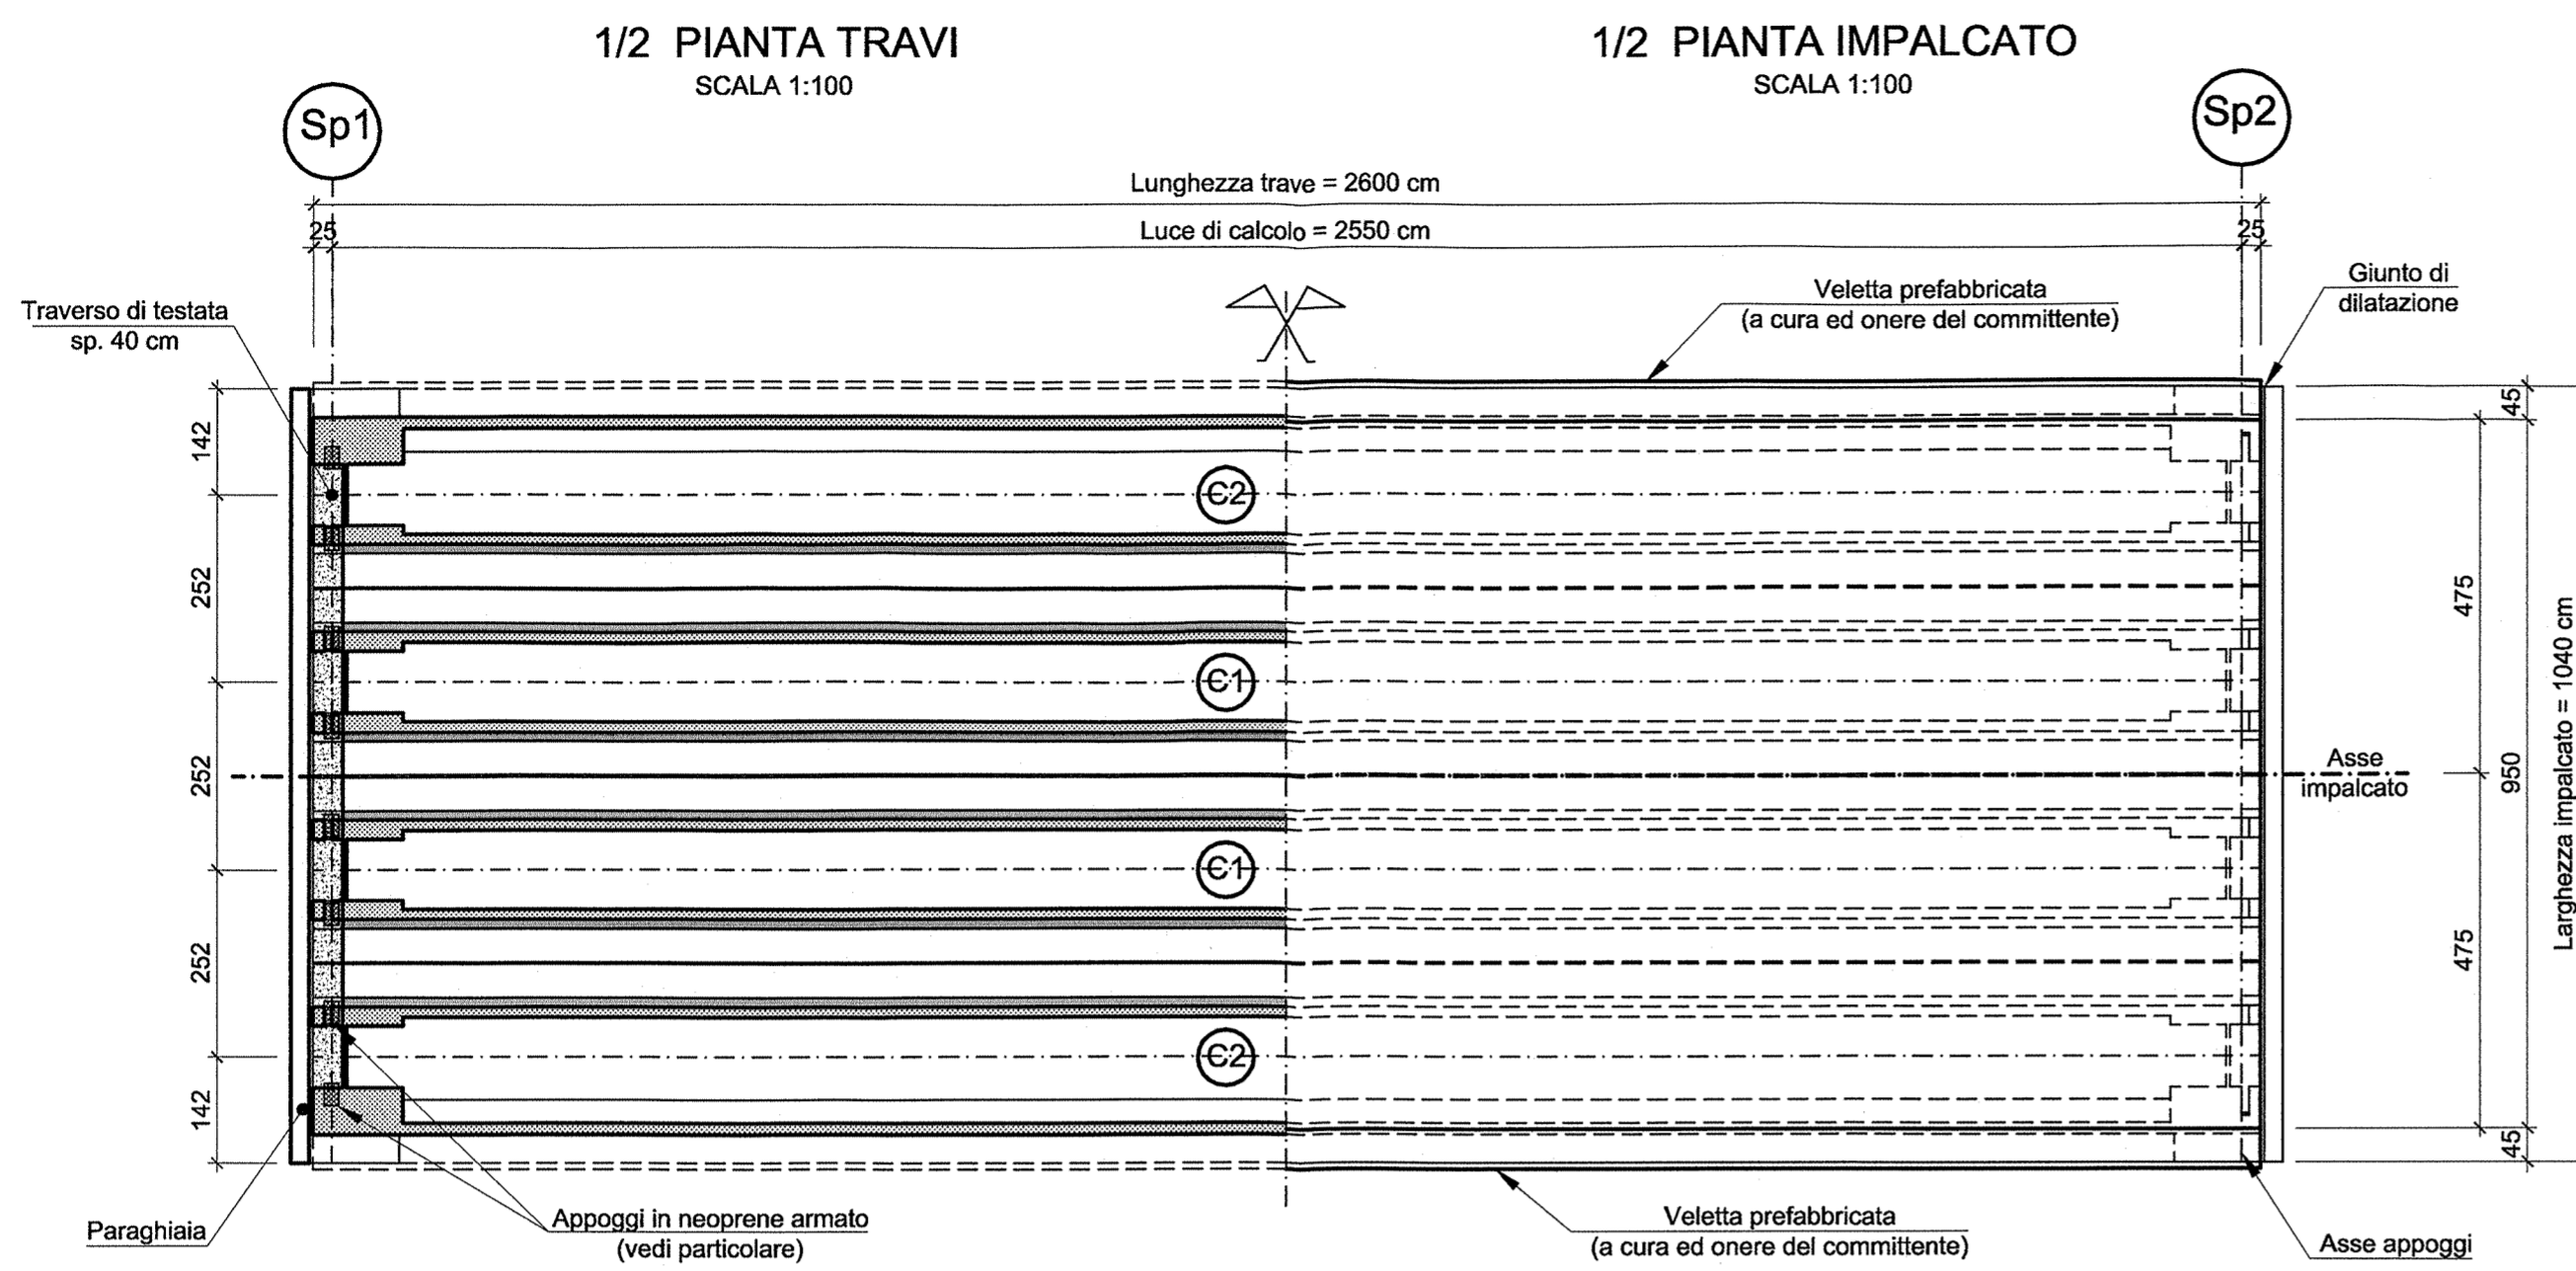 1/2 PIANTA TRAVI
SCALA 1:100
1/2 PIANTA IMPALCATO
SCALA 1:100
Sp1
Sp2
Lunghezza trave = 2600 cm
25
Luce di calcolo = 2550 cm
25
Traverso di testata
sp. 40 cm
Veletta prefabbricata
(a cura ed onere del committente)
Giunto di
dilatazione
142
252
252
252
142
C2
C1
C1
C2
45
475
950
475
45
Larghezza impalcato = 1040 cm
Asse
impalcato
Paraghiaia
Appoggi in neoprene armato
(vedi particolare)
Veletta prefabbricata
(a cura ed onere del committente)
Asse appoggi